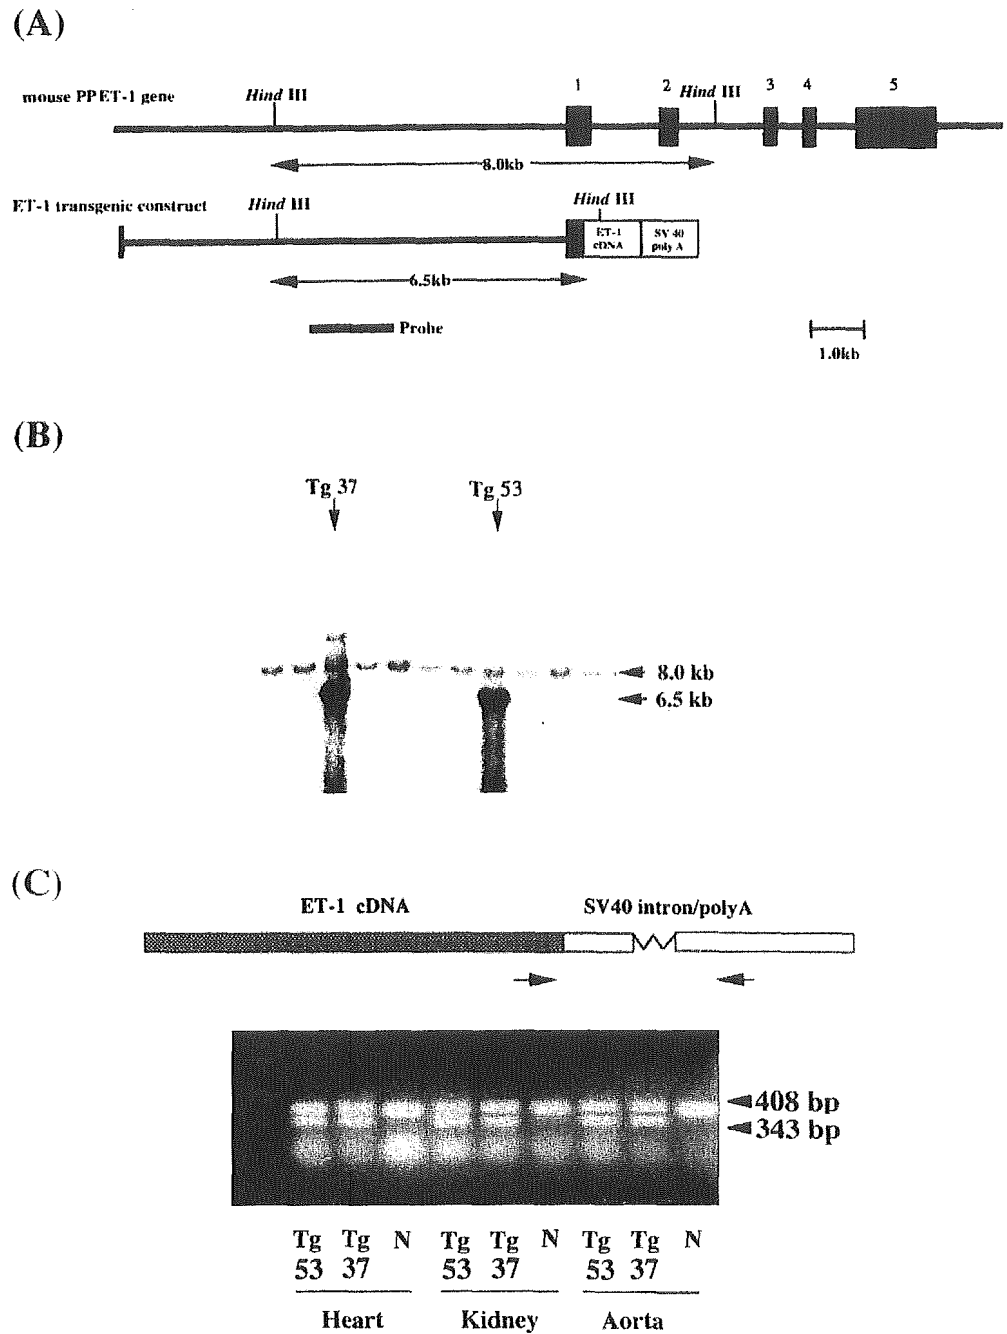 (A)
mouse PPET-1 gene
Hind III
1
2
Hind III
3
4
5
8.0kb
ET-1 transgenic construct
Hind III
Hind III
ET-1 cDNA
SV 40 poly A
6.5kb
Probe
1.0kb
(B)
Tg 37
Tg 53
8.0 kb
6.5 kb
(C)
ET-1 cDNA
SV40 intron/polyA
408 bp
343 bp
Tg Tg N Tg Tg N Tg Tg N
53 37 53 37 53 37
Heart Kidney Aorta